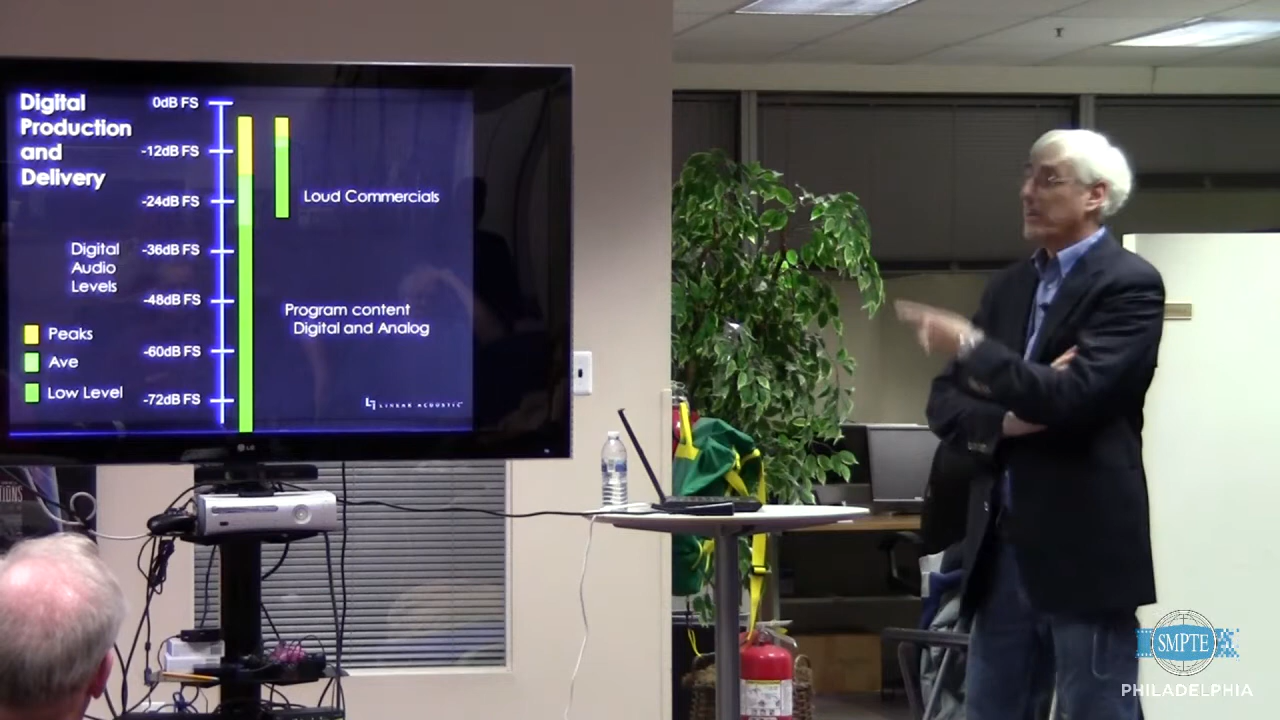 Digital
Production
and
Delivery
0dB FS
-12dB FS
-24dB FS
-36dB FS
-48dB FS
-60dB FS
-72dB FS
Digital
Audio
Levels
Peaks
Ave
Low Level
Loud Commercials
Program content
Digital and Analog
LINEAR ACOUSTIC
LG
TIONS
SMPTE
PHILADELPHIA